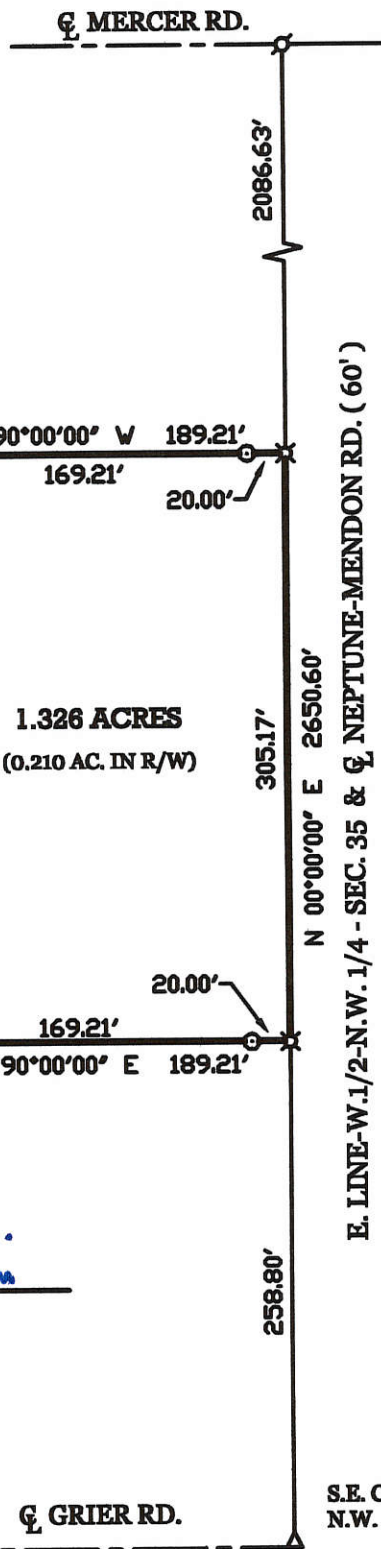 ℄ MERCER RD.
2086.63'
90°00'00" W 189.21'
169.21'
20.00'
1.326 ACRES
(0.210 AC. IN R/W)
305.17'
N 00°00'00" E 2650.60'
E. LINE-W.1/2-N.W. 1/4 - SEC. 35 & ℄ NEPTUNE-MENDON RD. ( 60' )
20.00'
169.21'
90°00'00" E 189.21'
258.80'
℄ GRIER RD.
S.E.
N.W.